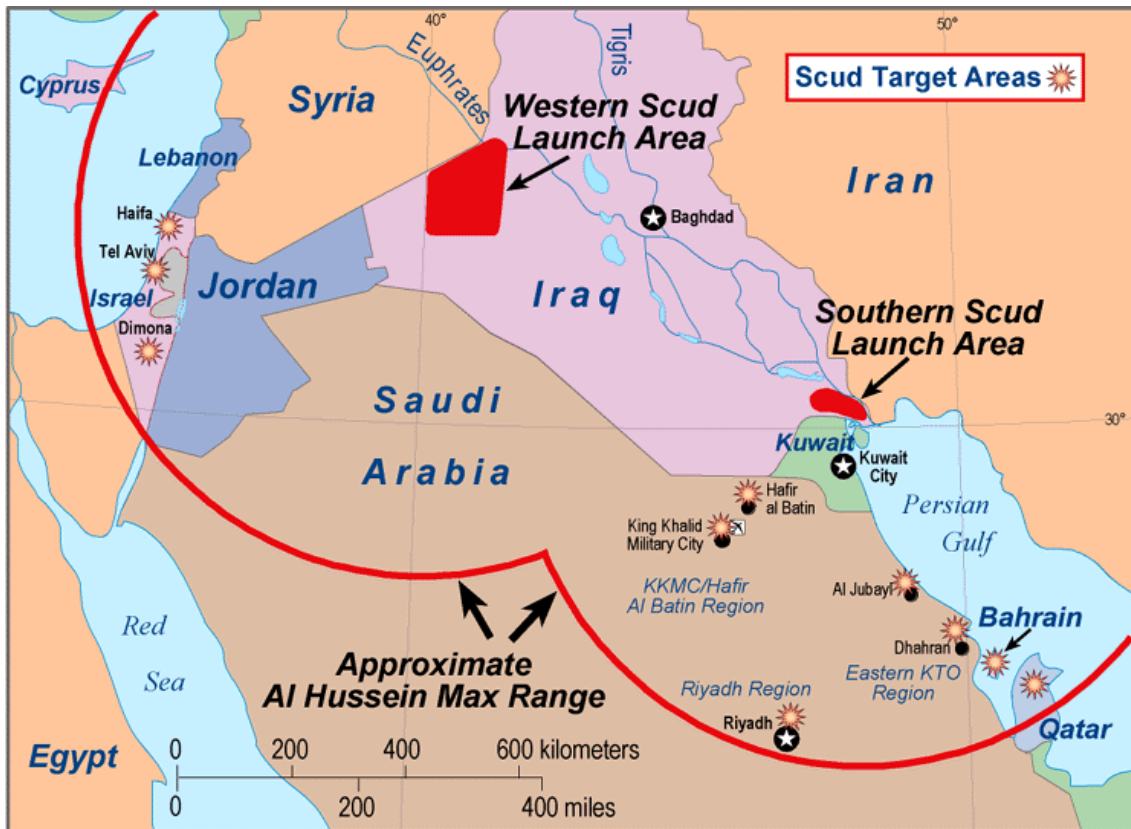 40°
50°
Scud Target Areas
Cyprus
Syria
Euphrates
Tigris
Western Scud
Launch Area
Iran
Lebanon
Haifa
Baghdad
Tel Aviv
Israel
Jordan
Iraq
Dimona
Southern Scud
Launch Area
Saudi
Arabia
30°
Kuwait
Kuwait
City
Hafir
al Batin
Persian
Gulf
King Khalid
Military City
KKMC/Hafir
Al Batin Region
Al Jubayl
Bahrain
Dhahran
Red
Sea
Approximate
Al Hussein Max Range
Eastern KTO
Region
Riyadh Region
Riyadh
Qatar
Egypt
0 200 400 600 kilometers
0 200 400 miles